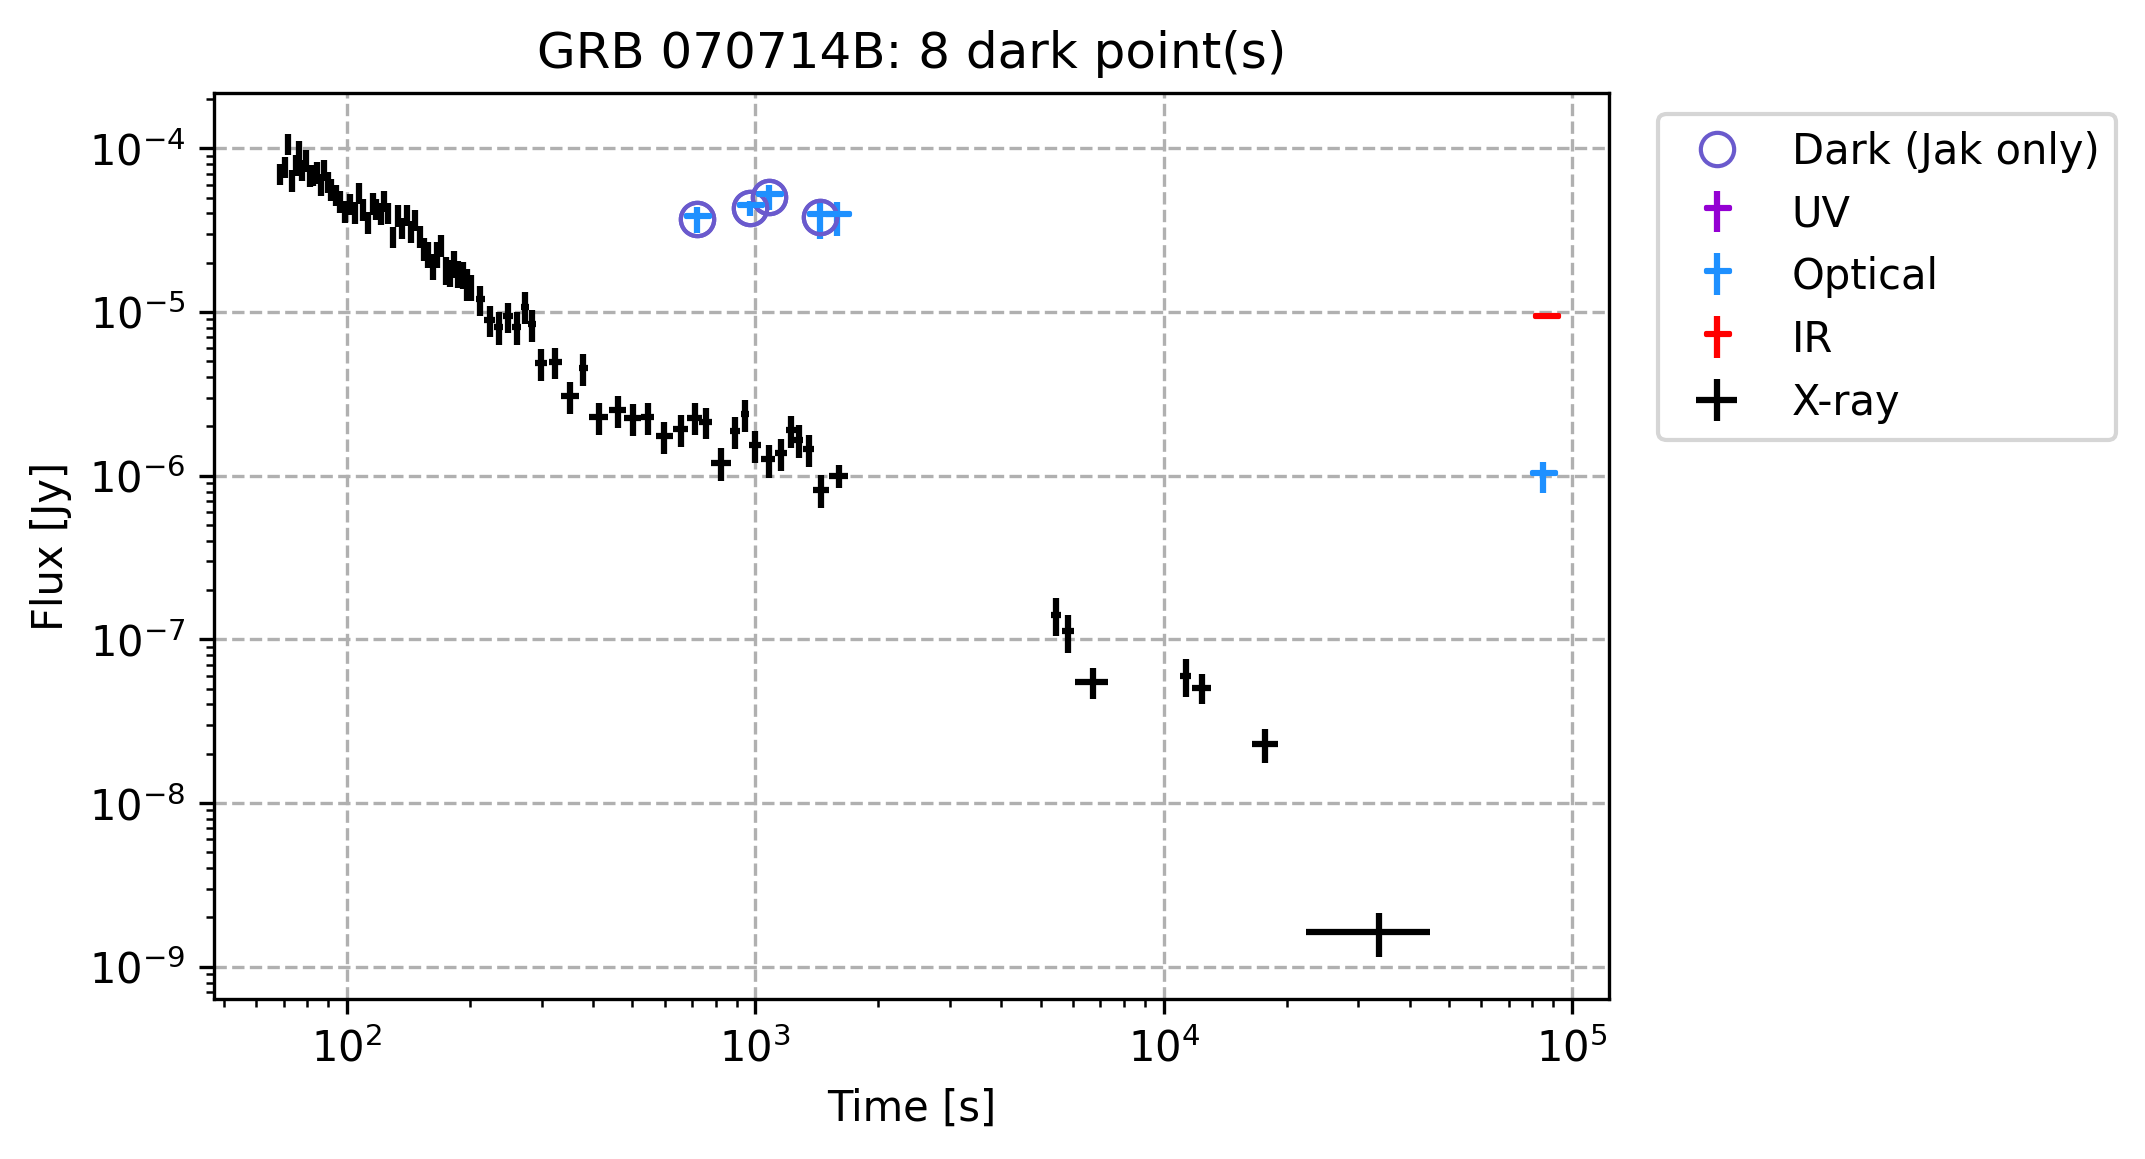 GRB 070714B: 8 dark point(s)
Flux [Jy]
10⁻⁴
10⁻⁵
10⁻⁶
10⁻⁷
10⁻⁸
10⁻⁹
10² 10³ 10⁴ 10⁵
Time [s]
Dark (Jak only)
UV
Optical
IR
X-ray